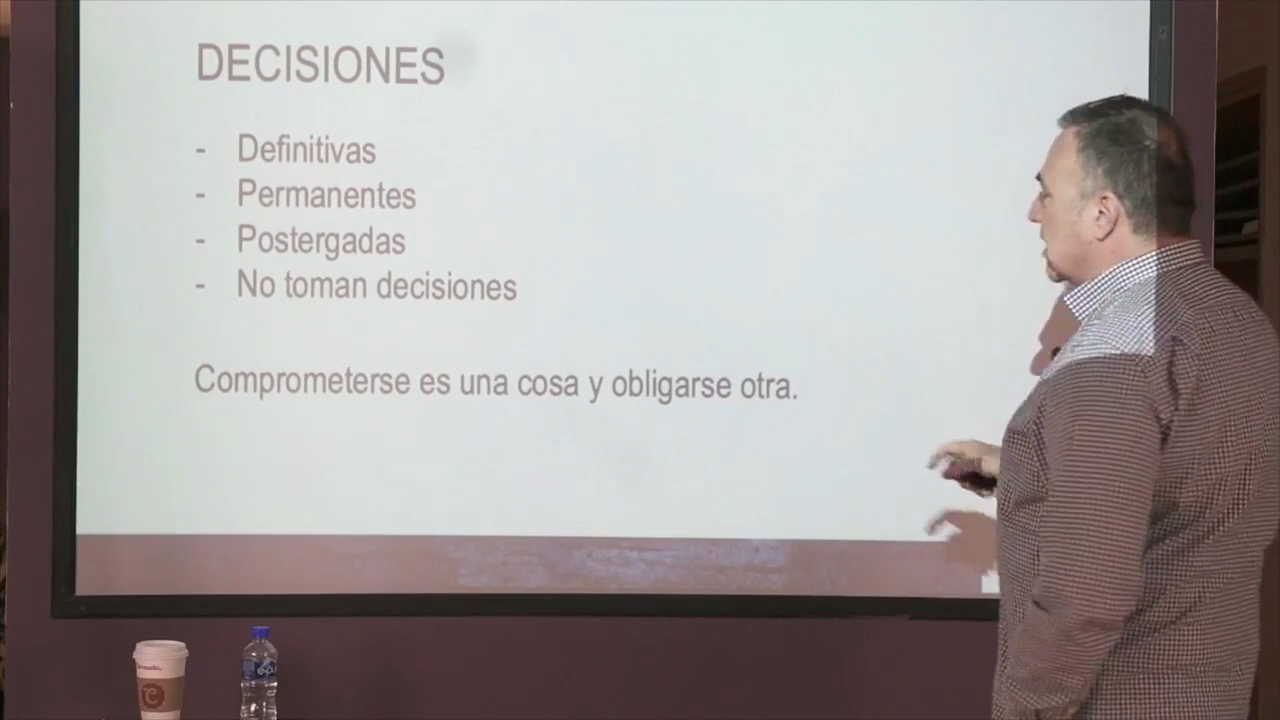 DECISIONES
- Definitivas
- Permanentes
- Postergadas
- No toman decisiones
Comprometerse es una cosa y obligarse otra.